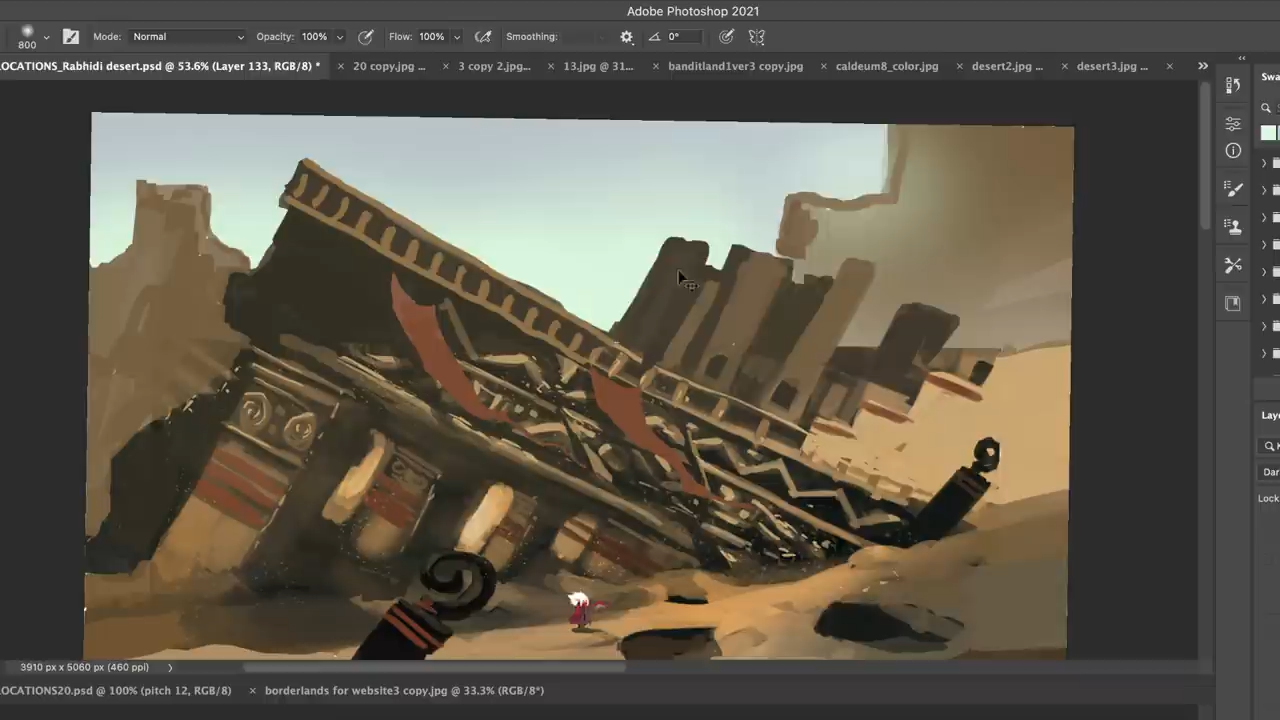 Adobe Photoshop 2021
800 Mode: Normal Opacity: 100% Flow: 100% Smoothing: 0°
OCATIONS_Rabhidi desert.psd @ 53.6% (Layer 133, RGB/8) * × 20 copy.jpg ... × 3 copy 2.jpg... × 13.jpg @ 31... × banditland1ver3 copy.jpg × caldeum8_color.jpg × desert2.jpg ... × desert3.jpg ... ×
Swa
Laye
Dar
Lock
3910 px x 5060 px (460 ppi)
OCATIONS20.psd @ 100% (pitch 12, RGB/8) × borderlands for website3 copy.jpg @ 33.3% (RGB/8*)